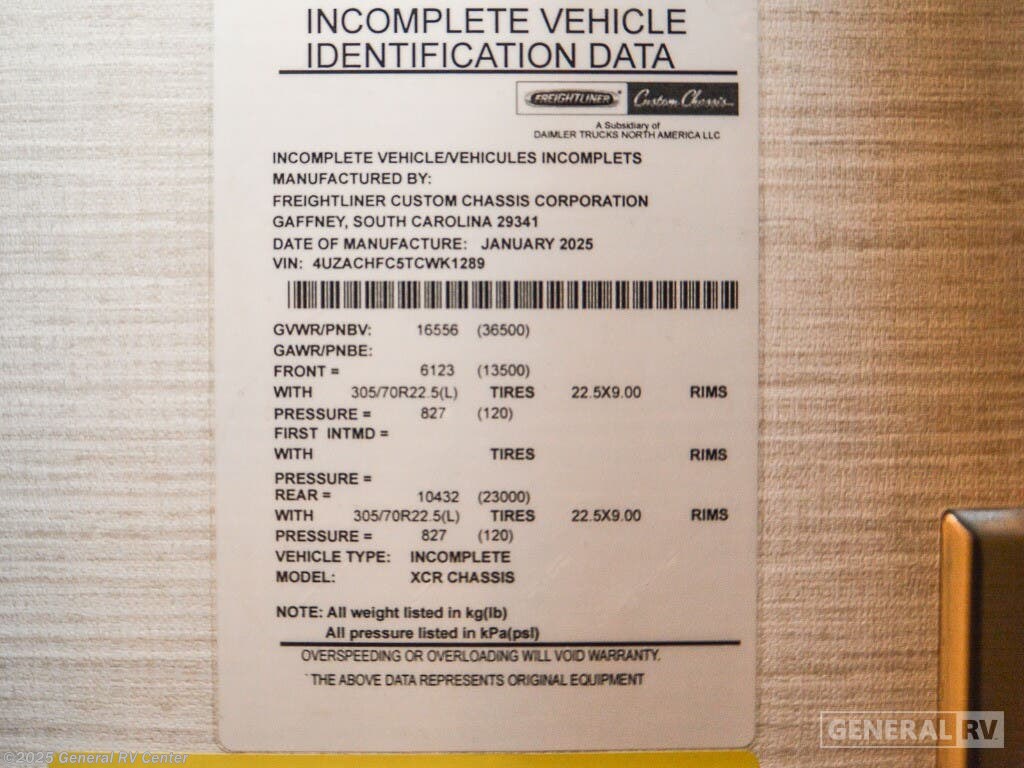 INCOMPLETE VEHICLE
IDENTIFICATION DATA
FREIGHTLINER Custom Chassis
A Subsidiary of
DAIMLER TRUCKS NORTH AMERICA LLC
INCOMPLETE VEHICLE/VEHICULES INCOMPLETS
MANUFACTURED BY:
FREIGHTLINER CUSTOM CHASSIS CORPORATION
GAFFNEY, SOUTH CAROLINA 29341
DATE OF MANUFACTURE: JANUARY 2025
VIN: 4UZACHFC5TCWK1289
GVWR/PNBV: 16556 (36500)
GAWR/PNBE:
FRONT = 6123 (13500)
WITH 305/70R22.5(L) TIRES 22.5X9.00 RIMS
PRESSURE = 827 (120)
FIRST INTMD =
WITH TIRES RIMS
PRESSURE =
REAR = 10432 (23000)
WITH 305/70R22.5(L) TIRES 22.5X9.00 RIMS
PRESSURE = 827 (120)
VEHICLE TYPE: INCOMPLETE
MODEL: XCR CHASSIS
NOTE: All weight listed in kg(lb)
All pressure listed in kPa(psi)
OVERSPEEDING OR OVERLOADING WILL VOID WARRANTY.
THE ABOVE DATA REPRESENTS ORIGINAL EQUIPMENT
GENERAL RV
©2025 General RV Center